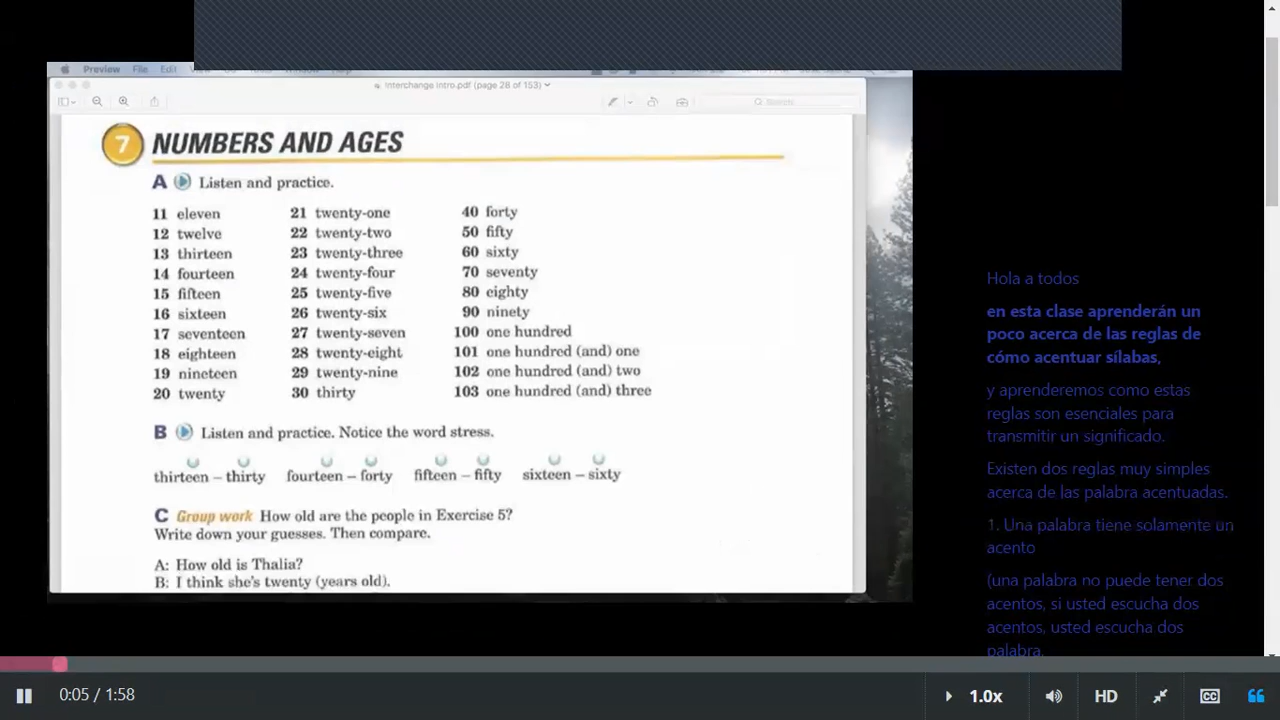 Preview File Edit
Interchange intro.pdf (page 28 of 153)
Search
7 NUMBERS AND AGES
A Listen and practice.
11 eleven 21 twenty-one 40 forty
12 twelve 22 twenty-two 50 fifty
13 thirteen 23 twenty-three 60 sixty
14 fourteen 24 twenty-four 70 seventy
15 fifteen 25 twenty-five 80 eighty
16 sixteen 26 twenty-six 90 ninety
17 seventeen 27 twenty-seven 100 one hundred
18 eighteen 28 twenty-eight 101 one hundred (and) one
19 nineteen 29 twenty-nine 102 one hundred (and) two
20 twenty 30 thirty 103 one hundred (and) three
B Listen and practice. Notice the word stress.
thirteen – thirty fourteen – forty fifteen – fifty sixteen – sixty
C Group work How old are the people in Exercise 5?
Write down your guesses. Then compare.
A: How old is Thalia?
B: I think she's twenty (years old).
Hola a todos
en esta clase aprenderán un
poco acerca de las reglas de
cómo acentuar sílabas,
y aprenderemos como estas
reglas son esenciales para
transmitir un significado.
Existen dos reglas muy simples
acerca de las palabra acentuadas.
1. Una palabra tiene solamente un
acento
(una palabra no puede tener dos
acentos, si usted escucha dos
acentos, usted escucha dos
palabra.
0:05 / 1:58
1.0x
HD
CC